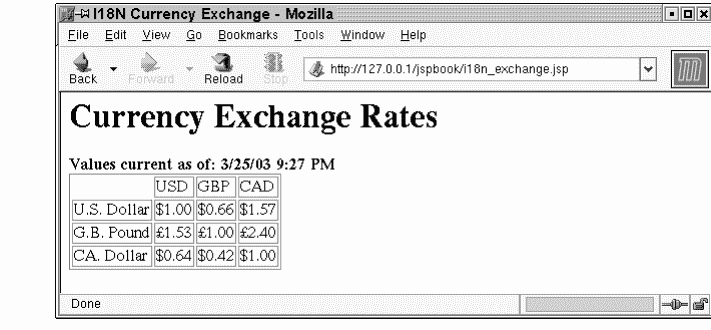 I18N Currency Exchange - Mozilla
File Edit View Go Bookmarks Tools Window Help
Back Forward Reload Stop http://127.0.0.1/jspbook/i18n_exchange.jsp
Currency Exchange Rates
Values current as of: 3/25/03 9:27 PM
USD GBP CAD
U.S. Dollar $1.00 $0.66 $1.57
G.B. Pound £1.53 £1.00 £2.40
CA. Dollar $0.64 $0.42 $1.00
Done